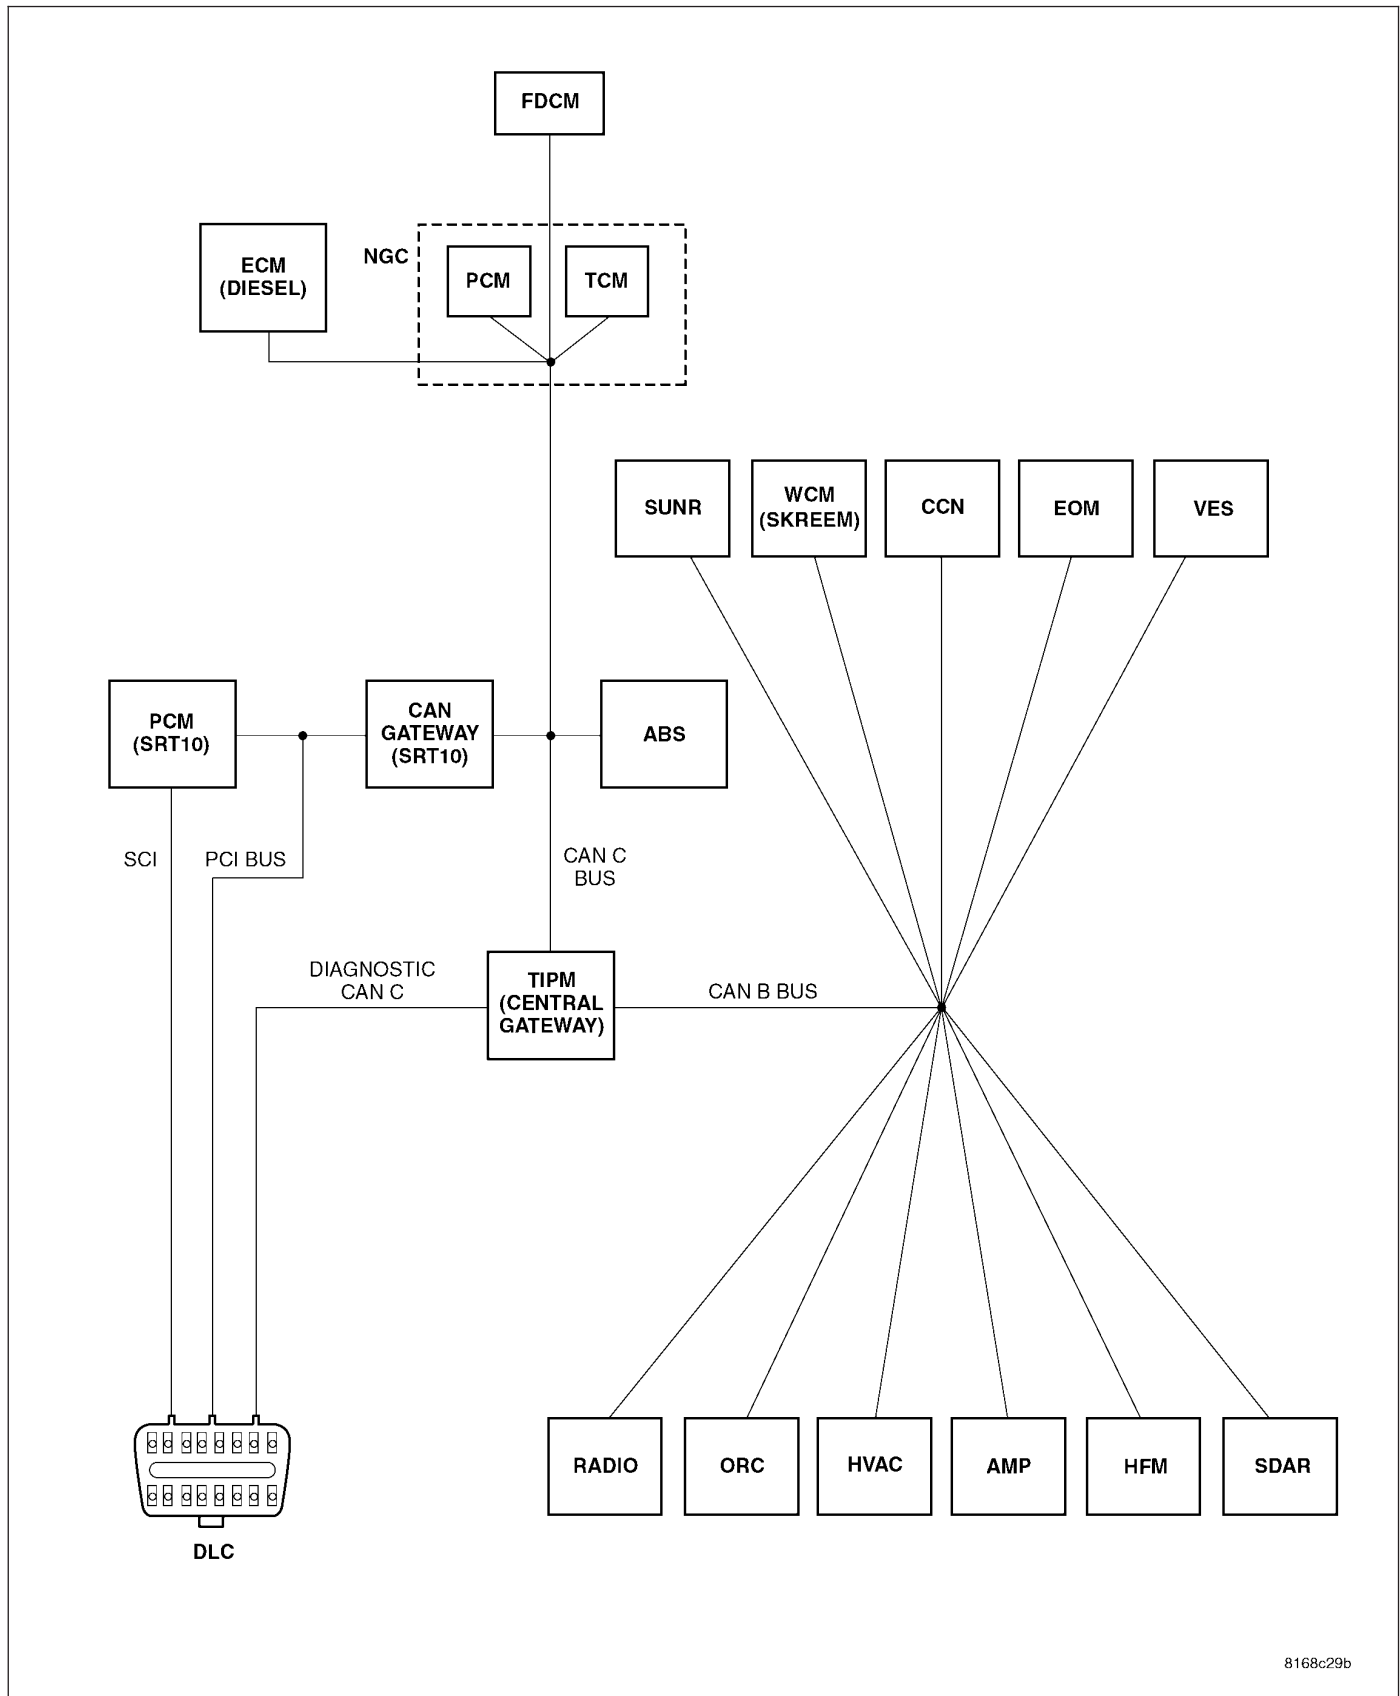 FDCM
ECM
(DIESEL)
NGC
PCM
TCM
SUNR
WCM
(SKREEM)
CCN
EOM
VES
PCM
(SRT10)
CAN
GATEWAY
(SRT10)
ABS
SCI
PCI BUS
CAN C
BUS
DIAGNOSTIC
CAN C
TIPM
(CENTRAL
GATEWAY)
CAN B BUS
RADIO
ORC
HVAC
AMP
HFM
SDAR
DLC
8168c29b